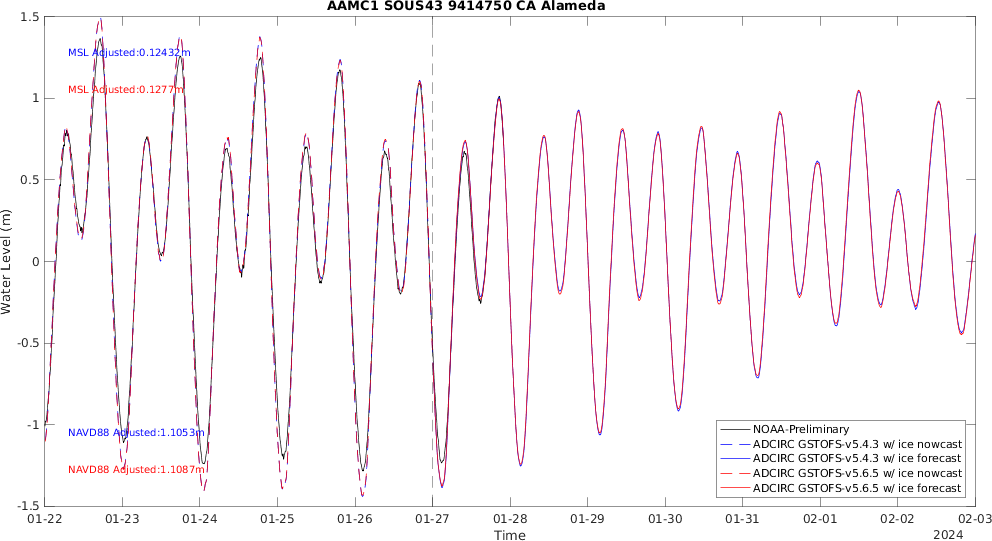 AAMC1 SOUS43 9414750 CA Alameda
1.5
1
0.5
0
-0.5
-1
-1.5
Water Level (m)
MSL Adjusted:0.12432m
MSL Adjusted:0.1277m
NAVD88 Adjusted:1.1053m
NAVD88 Adjusted:1.1087m
NOAA-Preliminary
ADCIRC GSTOFS-v5.4.3 w/ ice nowcast
ADCIRC GSTOFS-v5.4.3 w/ ice forecast
ADCIRC GSTOFS-v5.6.5 w/ ice nowcast
ADCIRC GSTOFS-v5.6.5 w/ ice forecast
01-22 01-23 01-24 01-25 01-26 01-27 01-28 01-29 01-30 01-31 02-01 02-02 02-03
Time
2024